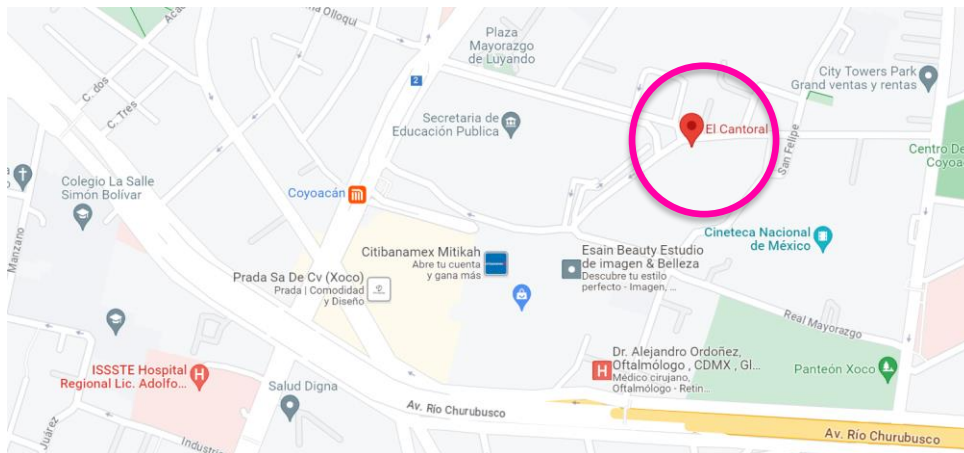 Olloqui
Plaza
Mayorazgo
de Luyando
2
C. dos
C. Tres
City Towers Park
Grand ventas y rentas
Secretaria de
Educación Publica
El Cantoral
San Felipe
Colegio La Salle
Simón Bolívar
Coyoacán
Manzano
Cineteca Nacional
de México
Citibanamex Mitikah
Abre tu cuenta
y gana más
Esain Beauty Estudio
de imagen & Belleza
Descubre tu estilo
perfecto - Imagen, ...
Prada Sa De Cv (Xoco)
Prada | Comodidad
y Diseño
Real Mayorazgo
Dr. Alejandro Ordoñez,
Oftalmólogo , CDMX , Gl...
Médico cirujano,
Oftalmólogo - Retin...
H
Panteón Xoco
ISSSTE Hospital
Regional Lic. Adolfo...
H
Salud Digna
Av. Río Churubusco
Av. Río Churubusco
Juárez
Industri